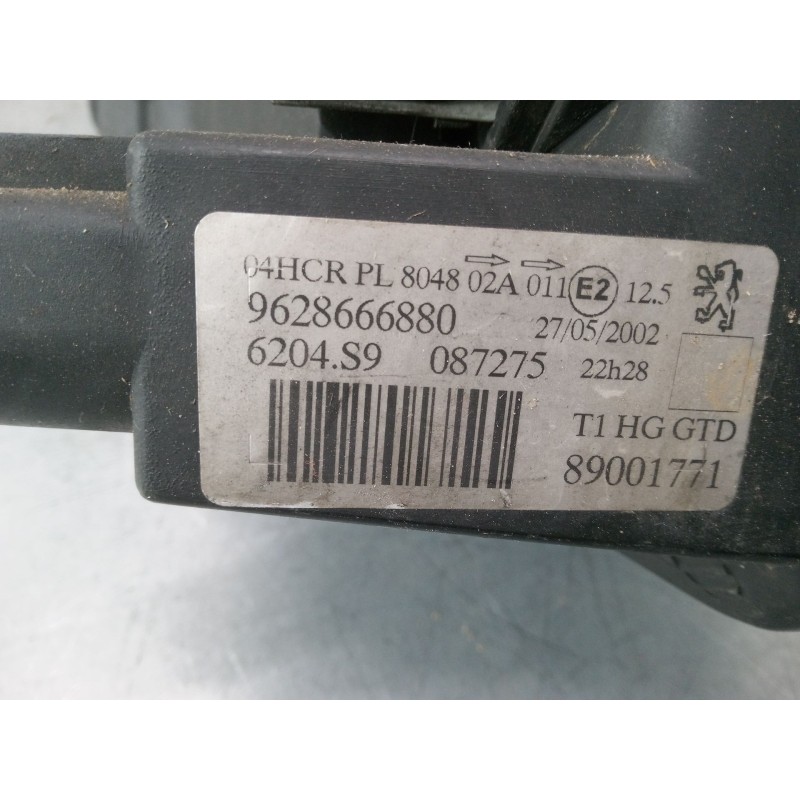 04HCR PL 8048 02A 011 E2 12.5
9628666880 27/05/2002
6204.S9 087275 22h28
T1 HG GTD
89001771